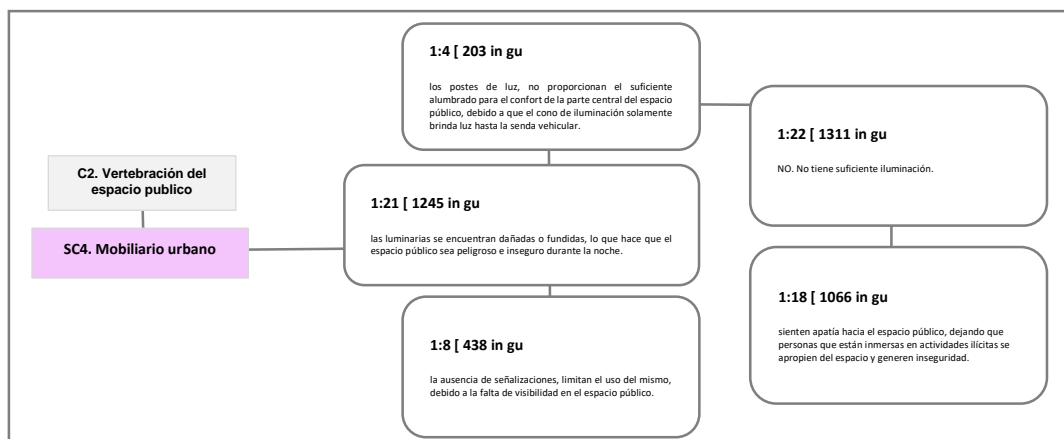 1:4 [ 203 in gu
los postes de luz, no proporcionan el suficiente
alumbrado para el confort de la parte central del espacio
público, debido a que el cono de iluminación solamente
brinda luz hasta la senda vehicular.
1:22 [ 1311 in gu
NO. No tiene suficiente iluminación.
C2. Vertebración del
espacio publico
SC4. Mobiliario urbano
1:21 [ 1245 in gu
las luminarias se encuentran dañadas o fundidas, lo que hace que el
espacio público sea peligroso e inseguro durante la noche.
1:18 [ 1066 in gu
sienten apatía hacia el espacio público, dejando que
personas que están inmersas en actividades ilícitas se
apropien del espacio y generen inseguridad.
1:8 [ 438 in gu
la ausencia de señalizaciones, limitan el uso del mismo,
debido a la falta de visibilidad en el espacio público.